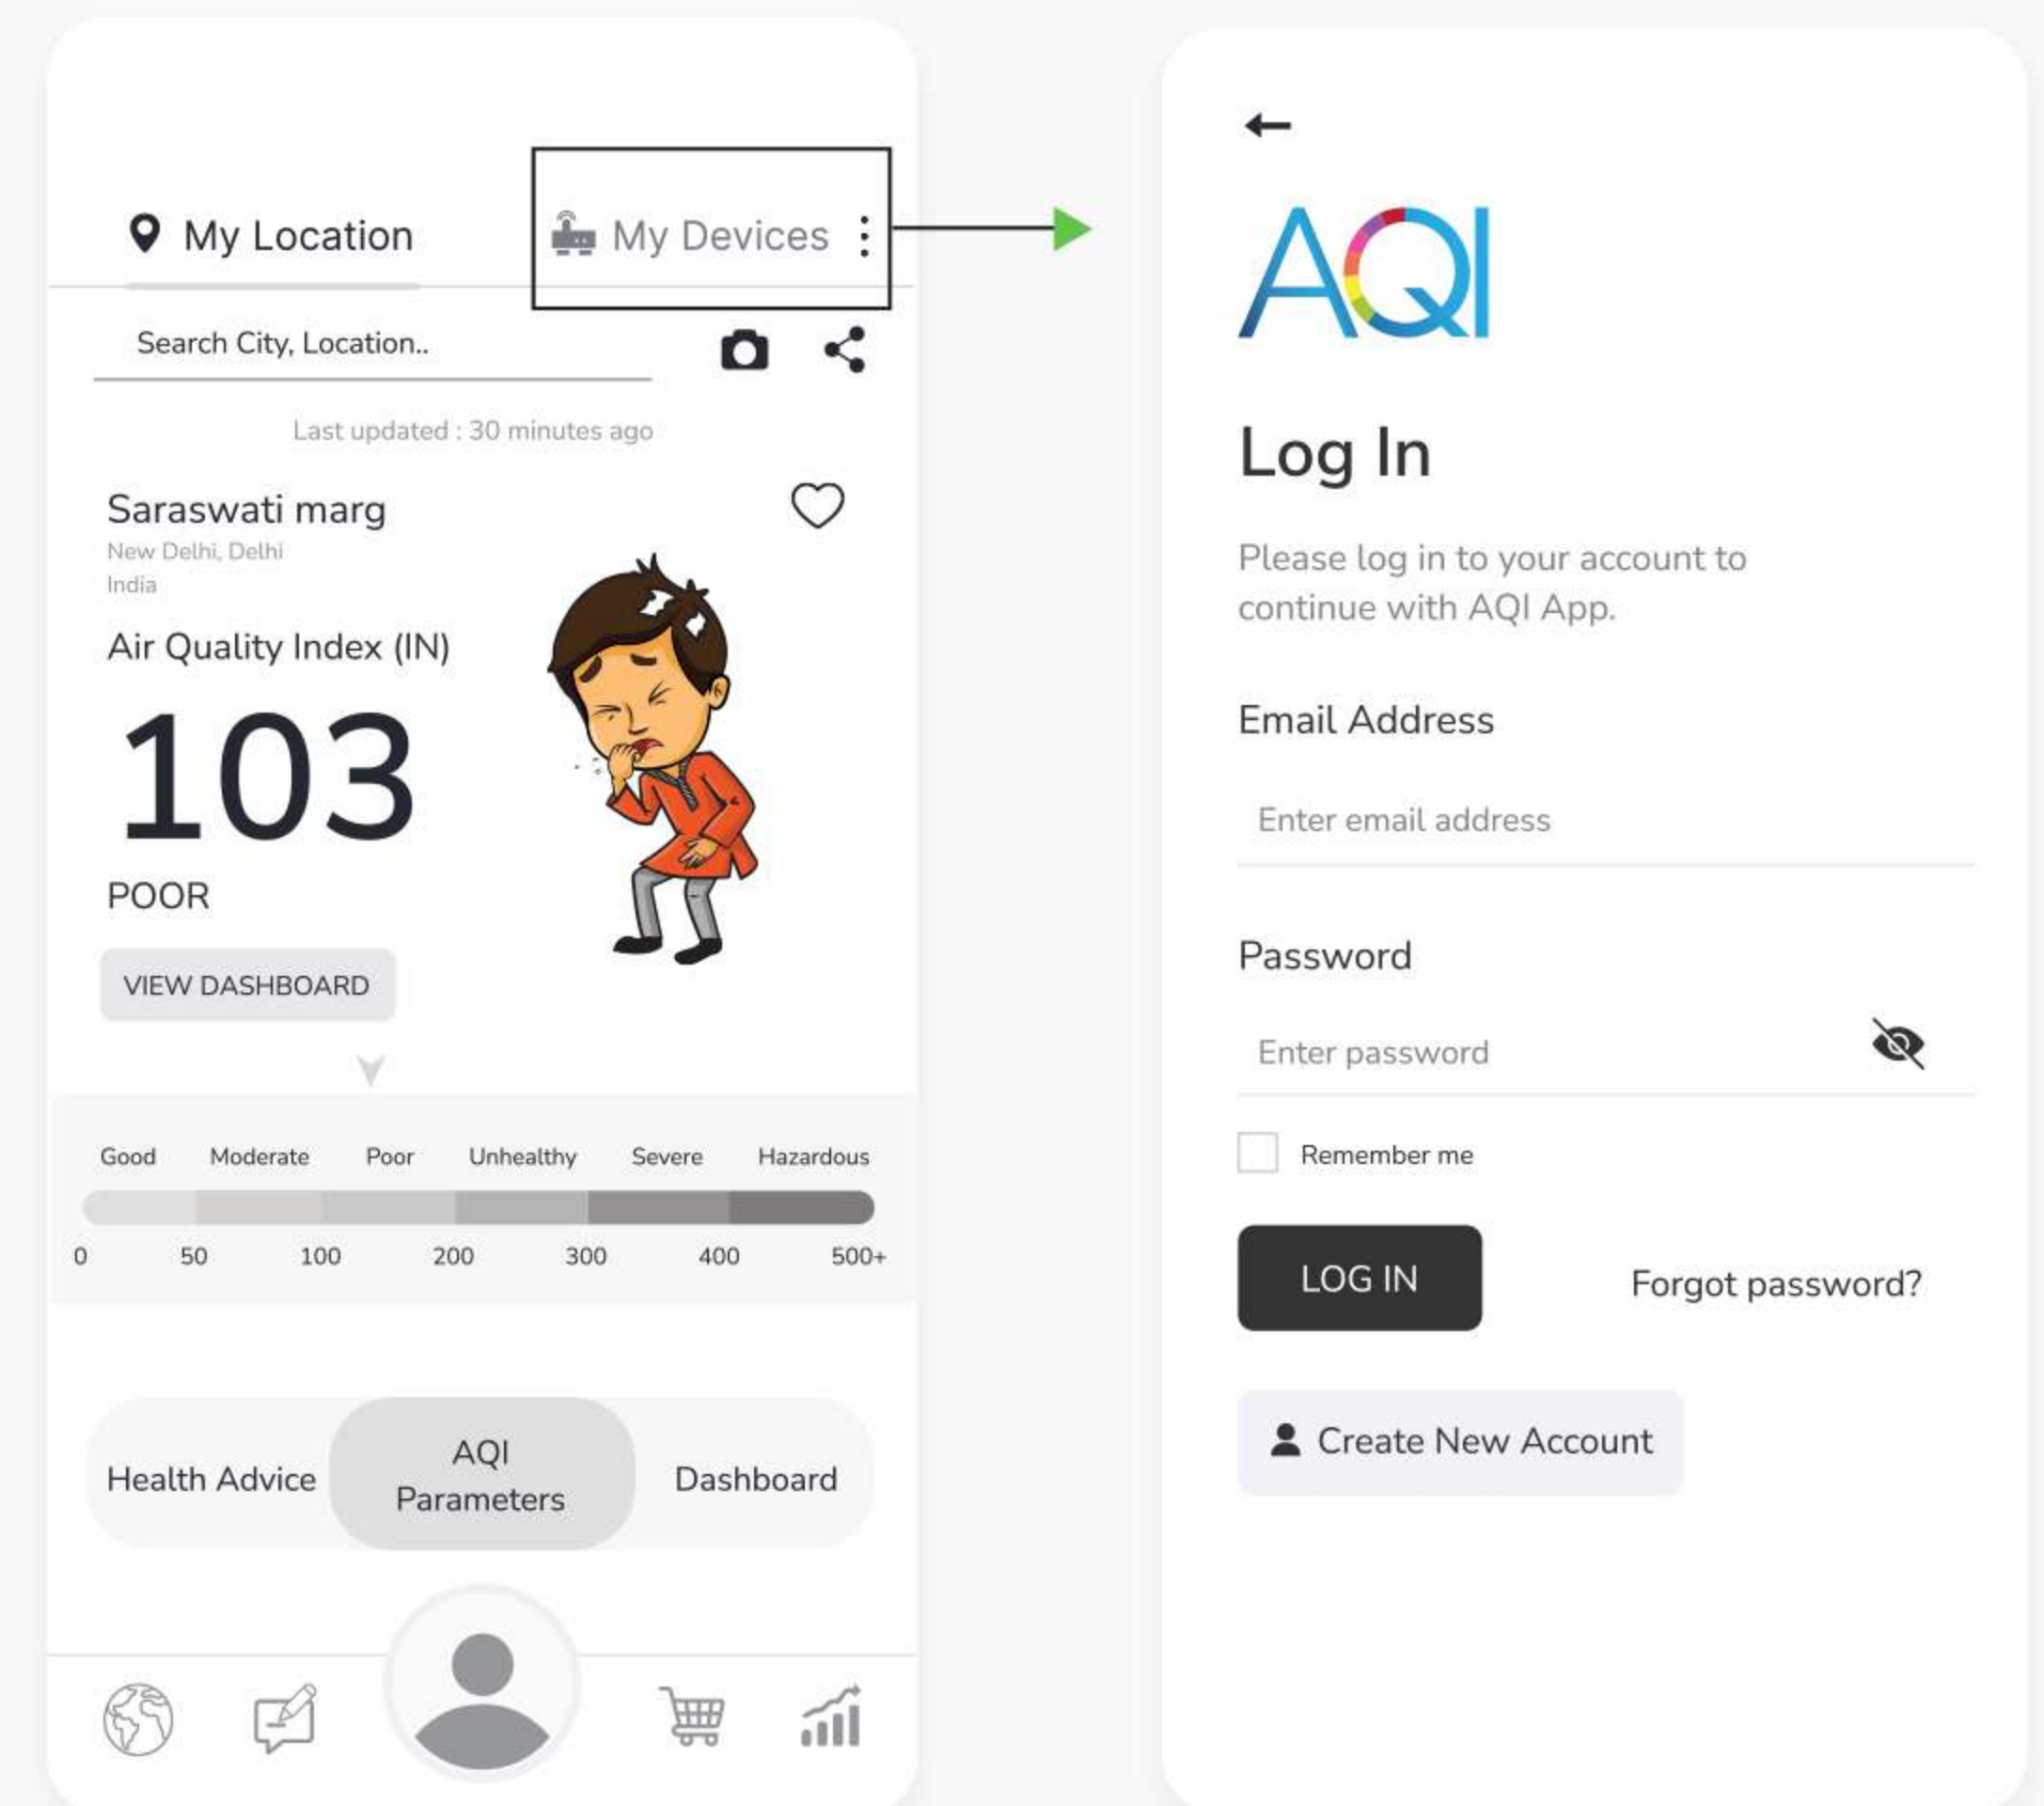 My Location
My Devices
Search City, Location..
Last updated : 30 minutes ago
Saraswati marg
New Delhi, Delhi
India
Air Quality Index (IN)
103
POOR
VIEW DASHBOARD
Good Moderate Poor Unhealthy Severe Hazardous
0 50 100 200 300 400 500+
Health Advice
AQI
Parameters
Dashboard
AQI
Log In
Please log in to your account to
continue with AQI App.
Email Address
Enter email address
Password
Enter password
Remember me
LOG IN
Forgot password?
Create New Account